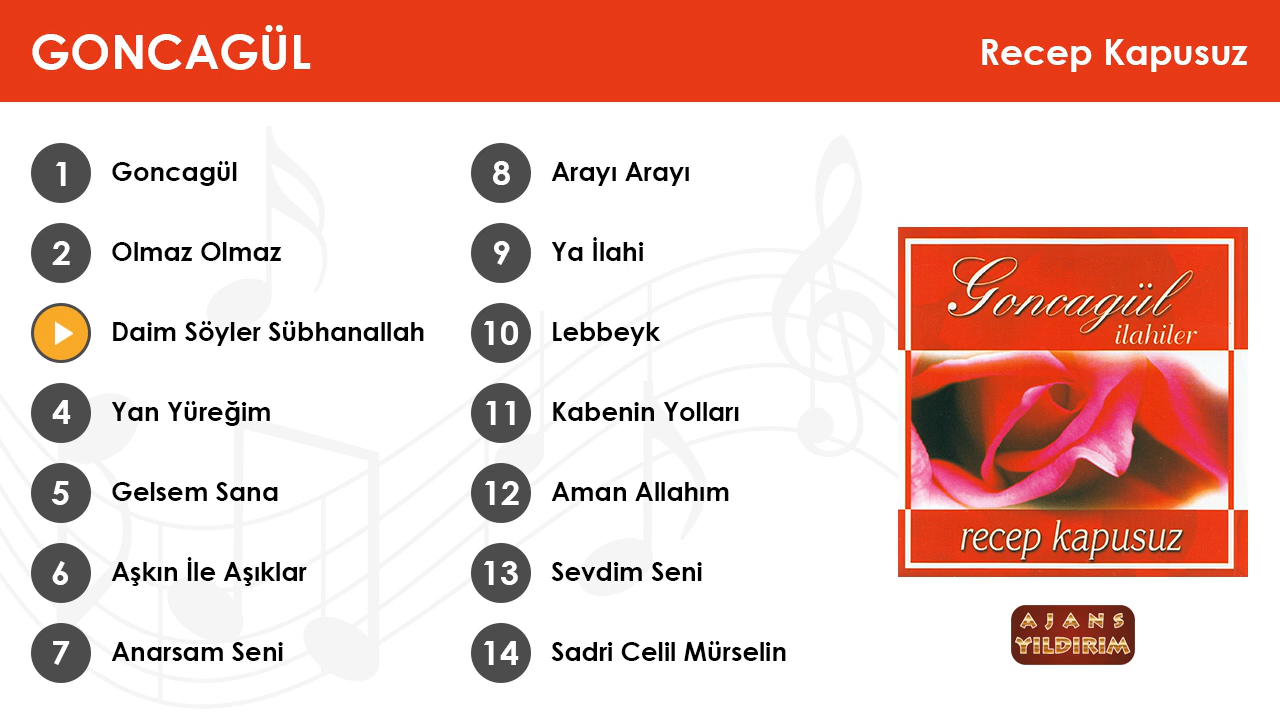 GONCAGÜL
Recep Kapusuz
1 Goncagül
2 Olmaz Olmaz
Daim Söyler Sübhanallah
4 Yan Yüreğim
5 Gelsem Sana
6 Aşkın İle Aşıklar
7 Anarsam Seni
8 Arayı Arayı
9 Ya İlahi
10 Lebbeyk
11 Kabenin Yolları
12 Aman Allahım
13 Sevdim Seni
14 Sadri Celil Mürselin
Goncagül
ilahiler
recep kapusuz
AJANS
YILDIRIM